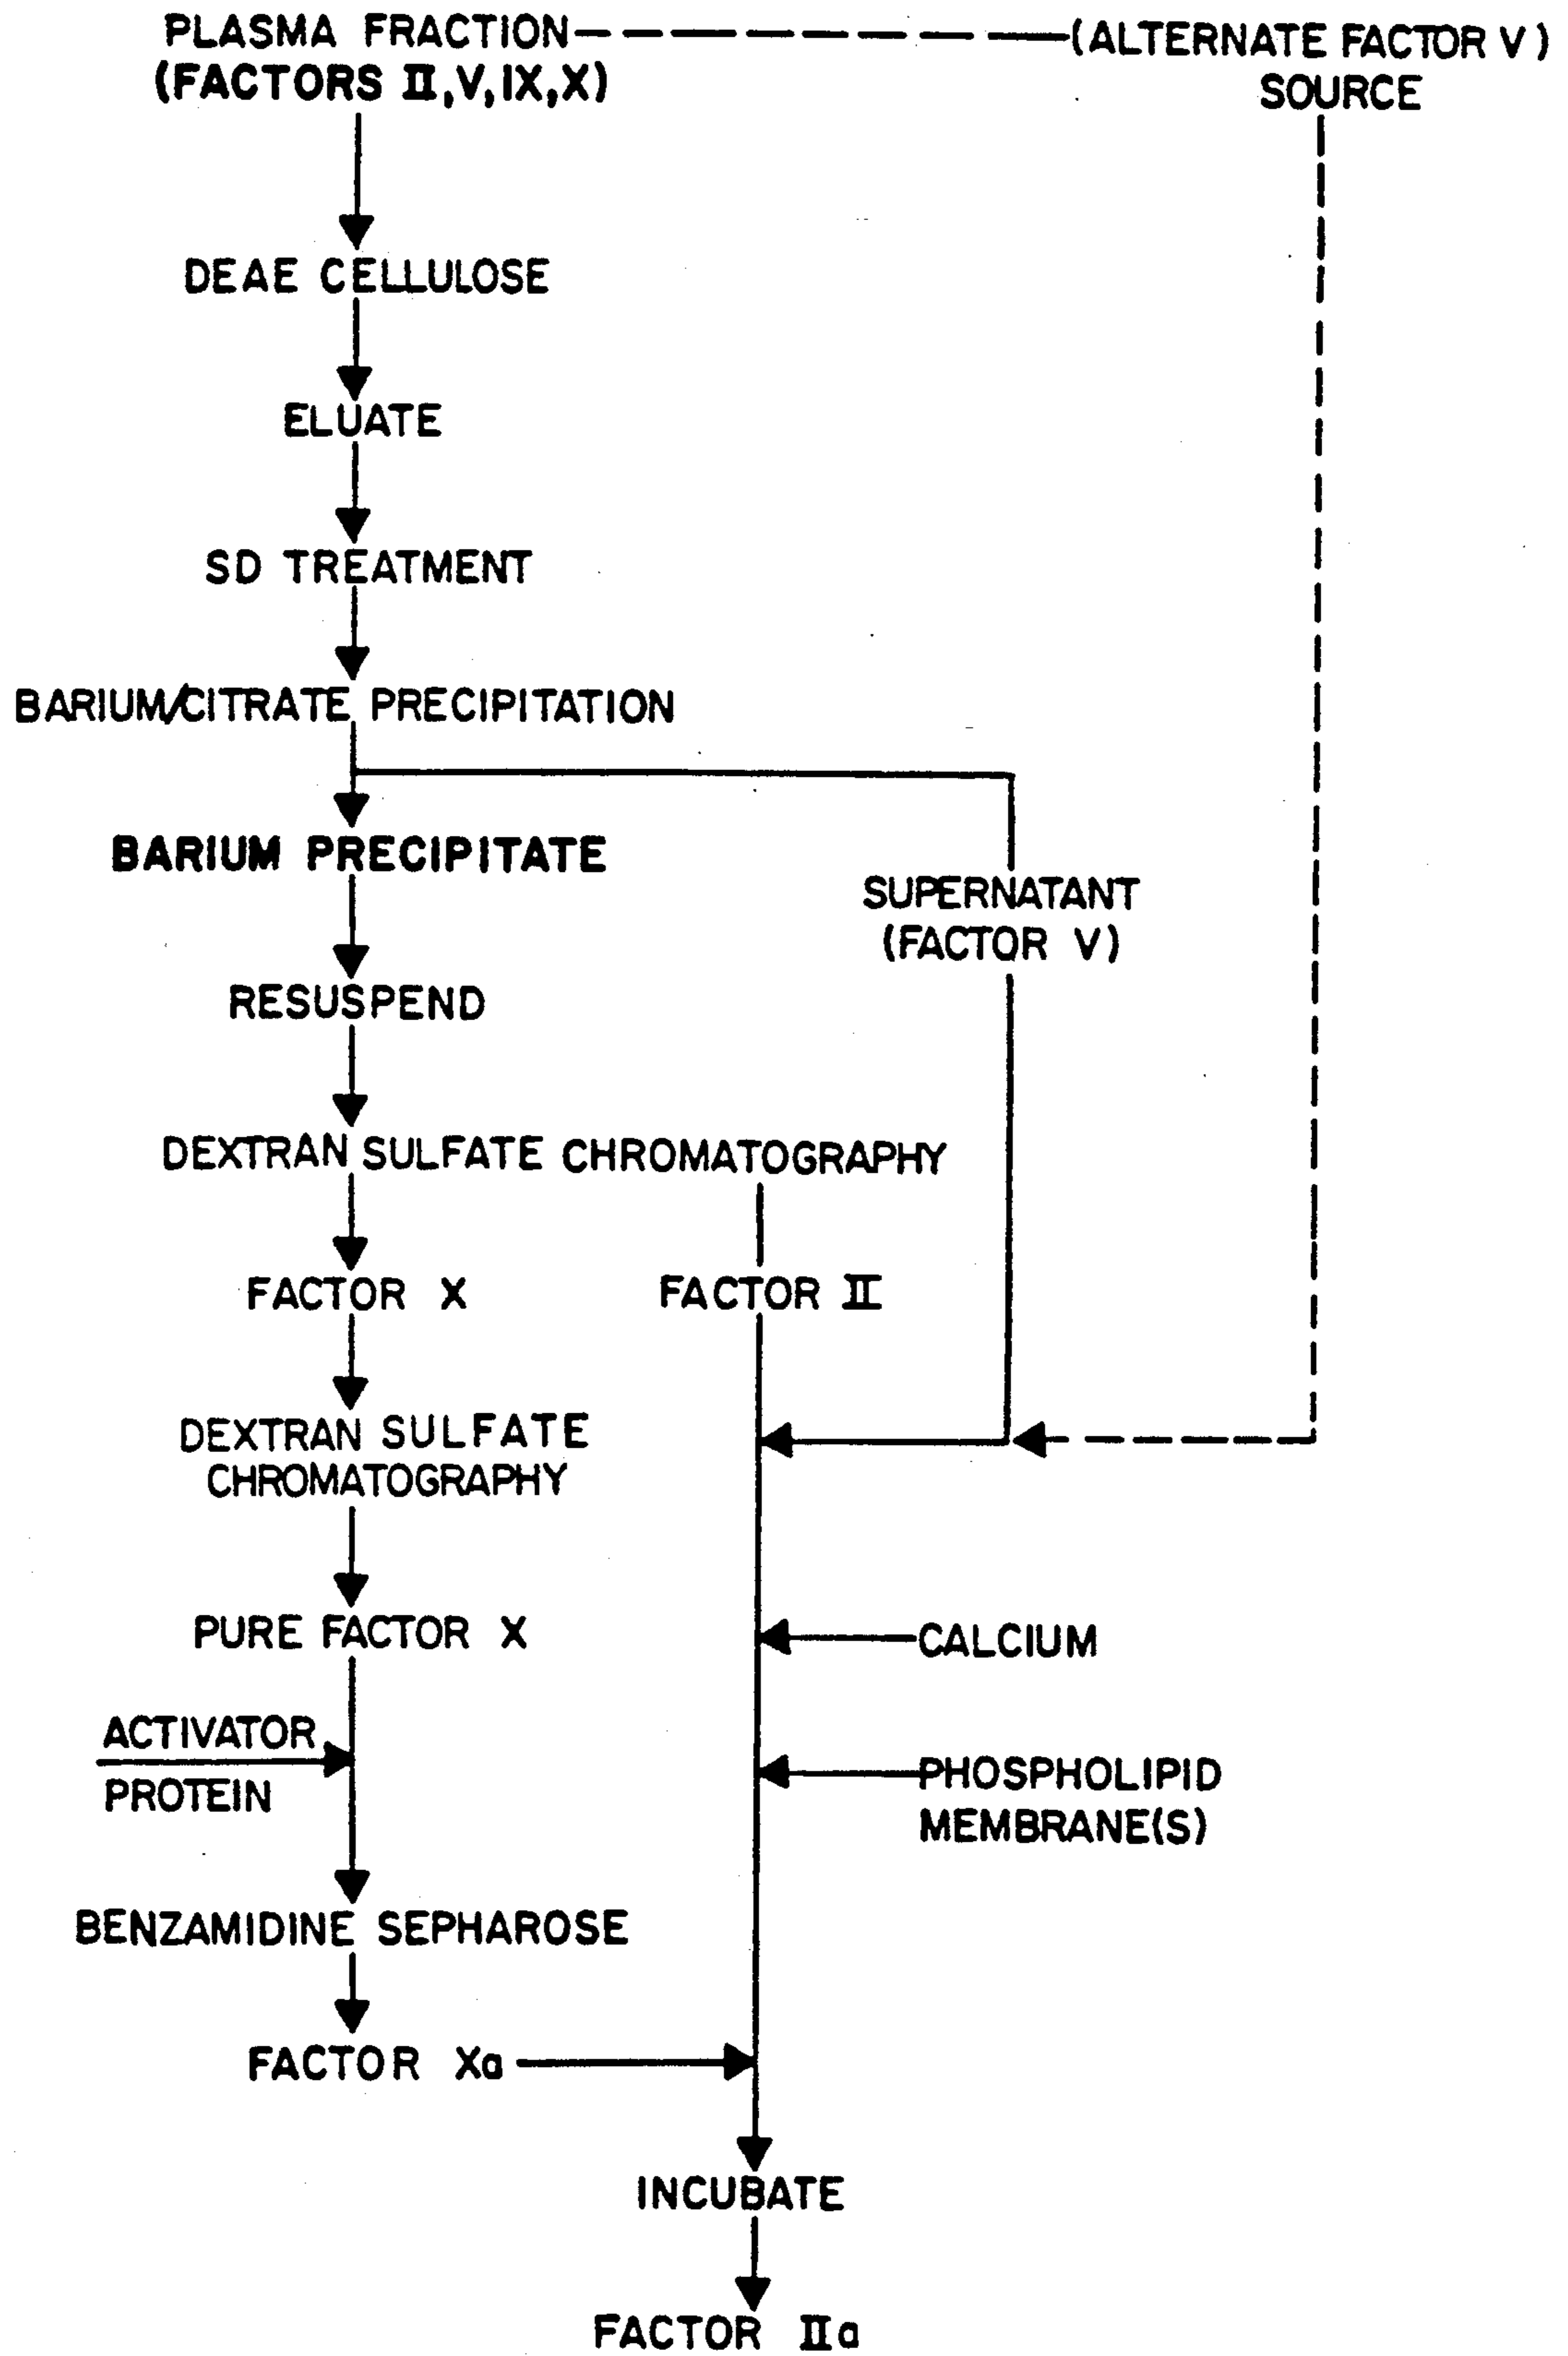 PLASMA FRACTION
(FACTORS II,V,IX,X)
(ALTERNATE FACTOR V)
SOURCE
DEAE CELLULOSE
ELUATE
SD TREATMENT
BARIUM/CITRATE PRECIPITATION
BARIUM PRECIPITATE
SUPERNATANT
(FACTOR V)
RESUSPEND
DEXTRAN SULFATE CHROMATOGRAPHY
FACTOR X
FACTOR II
DEXTRAN SULFATE
CHROMATOGRAPHY
PURE FACTOR X
CALCIUM
ACTIVATOR
PROTEIN
PHOSPHOLIPID
MEMBRANE(S)
BENZAMIDINE SEPHAROSE
FACTOR Xa
INCUBATE
FACTOR IIa